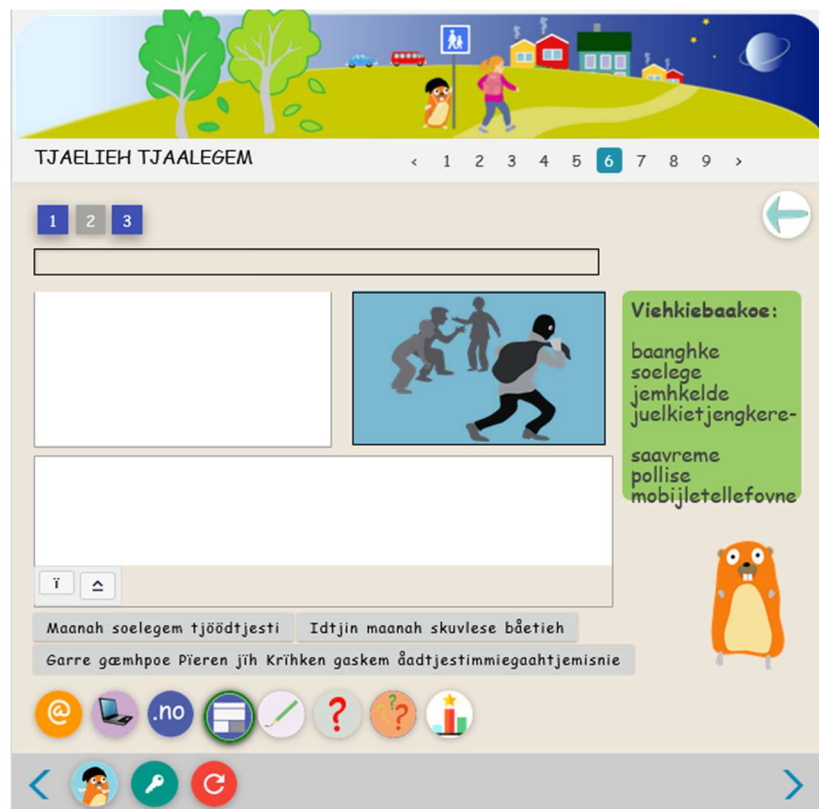 TJAELIEH TJAALEGEM
‹ 1 2 3 4 5 6 7 8 9 ›
1 2 3
Viehkiebaakoe:
baanghke
soelege
jemhkelde
juelkietjengkere-
saavreme
pollise
mobijletellefovne
ï
Maanah soelegem tjöödtjesti Idtjin maanah skuvlese båetieh
Garre gæmhpoe Pïeren jïh Krïhken gaskem åadtjestimmiegaahtjemisnie
@ .no ? ??